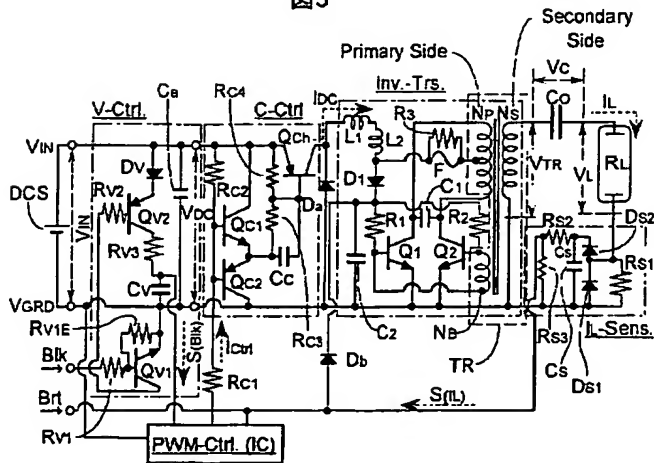 図5
Secondary
Side
Primary Side
Inv.-Trs.
V-Ctrl.
CB
RC4
C-Ctrl
IDC
QCh
L1
L2
R3
NP
NS
VC
CO
IL
VIN
DV
RC2
Da
D1
F
C1
VTR
VL
RL
DCS
VIN
RV2
QV2
VDC
QC1
R1
R2
RV3
CV
QC2
CC
Q1
Q2
RS2
CS
DS2
RS1
VGRD
RV1E
S(Blk)
ICtrl
RC3
C2
NB
RS3
IL-Sens.
Blk
QV1
Db
TR
CS
DS1
Brt
RC1
S(IL)
RV1
PWM-Ctrl. (IC)